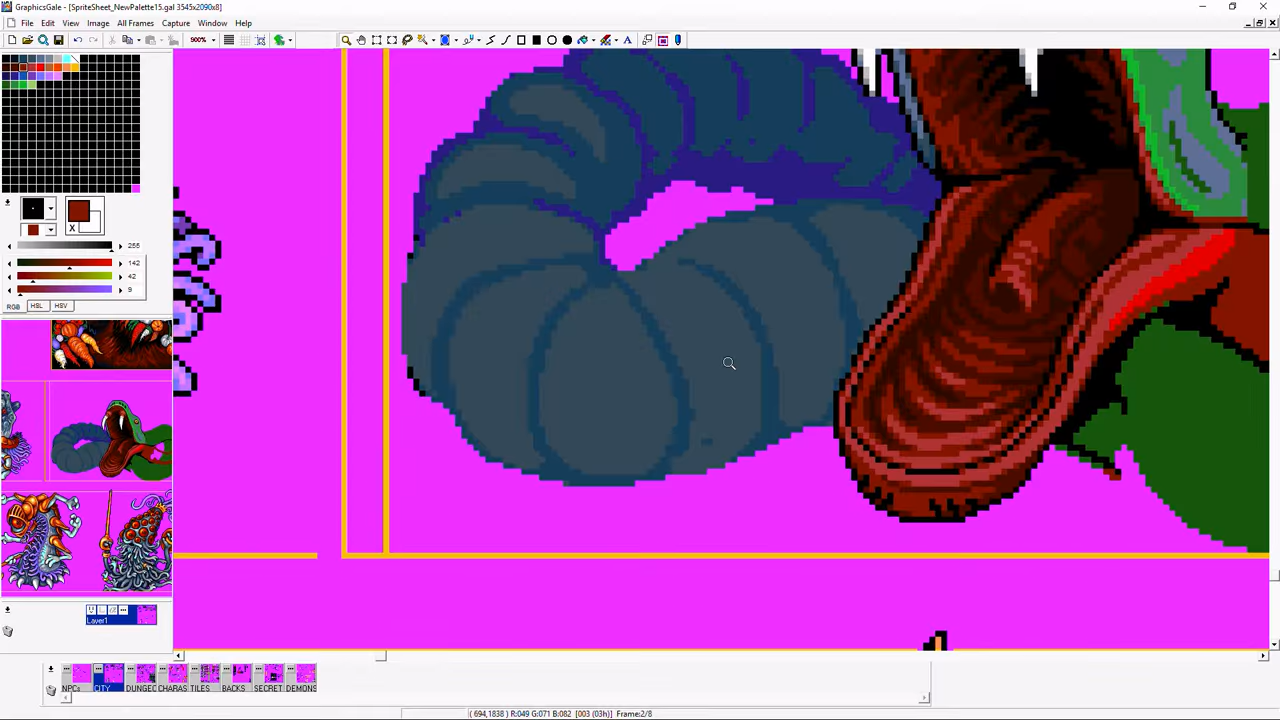 GraphicsGale - [SpriteSheet_NewPalette15.gal 3545x2090x8]
File Edit View Image All Frames Capture Window Help
500%
A
X
255
142
42
9
RGB HSL HSV
Layer1
NPCs CITY DUNGEO CHARAS TILES BACKS SECRET DEMONS
( 694,1838 ) R:049 G:071 B:082 [003 (03h)] Frame:2/8